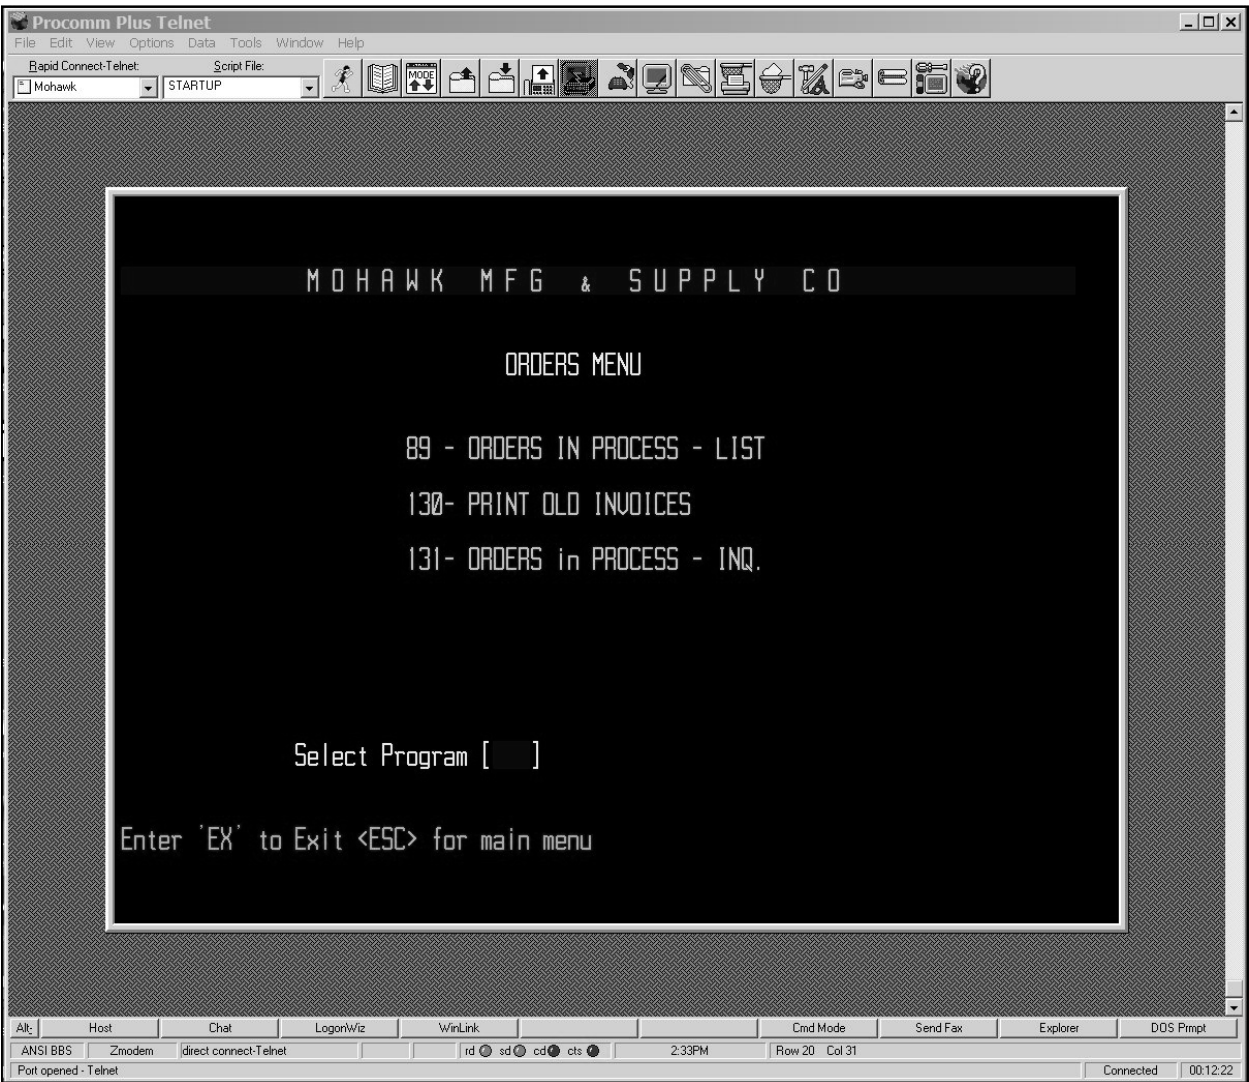 Procomm Plus Telnet
File Edit View Options Data Tools Window Help
Rapid Connect-Telnet: Script File:
Mohawk STARTUP
MODE
MOHAWK MFG & SUPPLY CO
ORDERS MENU
89 - ORDERS IN PROCESS - LIST
130- PRINT OLD INVOICES
131- ORDERS in PROCESS - INQ.
Select Program [ ]
Enter 'EX' to Exit <ESC> for main menu
Alt: Host Chat LogonWiz WinLink Cmd Mode Send Fax Explorer DOS Prmpt
ANSI BBS Zmodem direct connect-Telnet rd sd cd cts 2:33PM Row 20 Col 31
Port opened - Telnet Connected 00:12:22